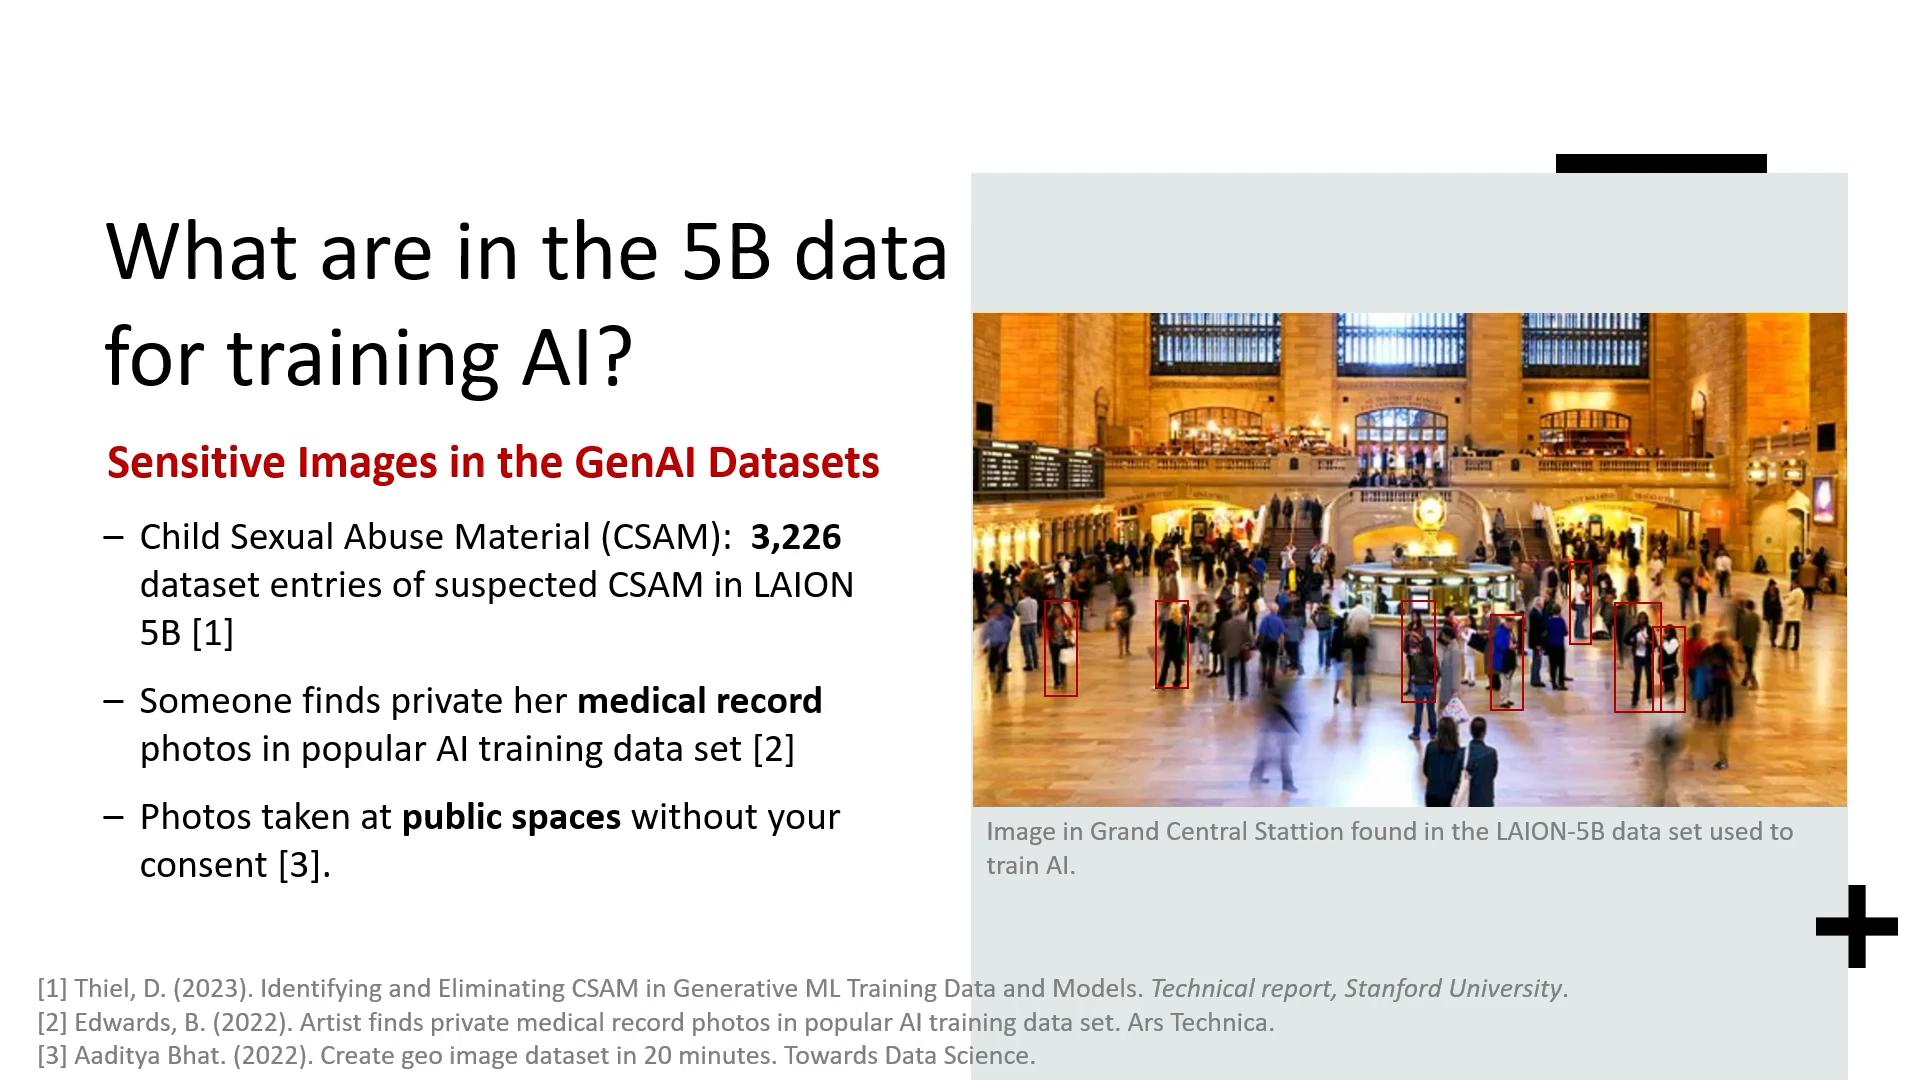 What are in the 5B data
for training AI?
Sensitive Images in the GenAI Datasets
– Child Sexual Abuse Material (CSAM):  3,226
dataset entries of suspected CSAM in LAION
5B [1]
– Someone finds private her medical record
photos in popular AI training data set [2]
– Photos taken at public spaces without your
consent [3].
Image in Grand Central Stattion found in the LAION-5B data set used to
train AI.
[1] Thiel, D. (2023). Identifying and Eliminating CSAM in Generative ML Training Data and Models. Technical report, Stanford University.
[2] Edwards, B. (2022). Artist finds private medical record photos in popular AI training data set. Ars Technica.
[3] Aaditya Bhat. (2022). Create geo image dataset in 20 minutes. Towards Data Science.